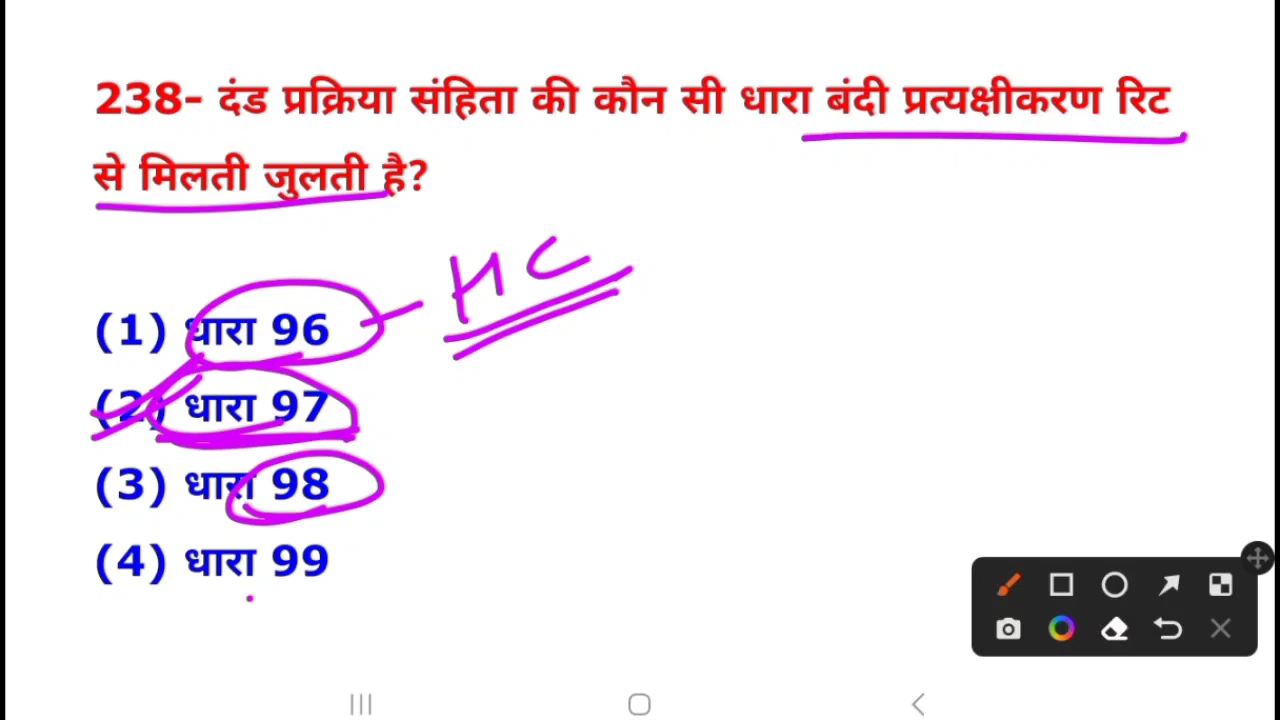 238- दंड प्रक्रिया संहिता की कौन सी धारा बंदी प्रत्यक्षीकरण रिट
से मिलती जुलती है?
(1) धारा 96
HC
(2) धारा 97
(3) धारा 98
(4) धारा 99